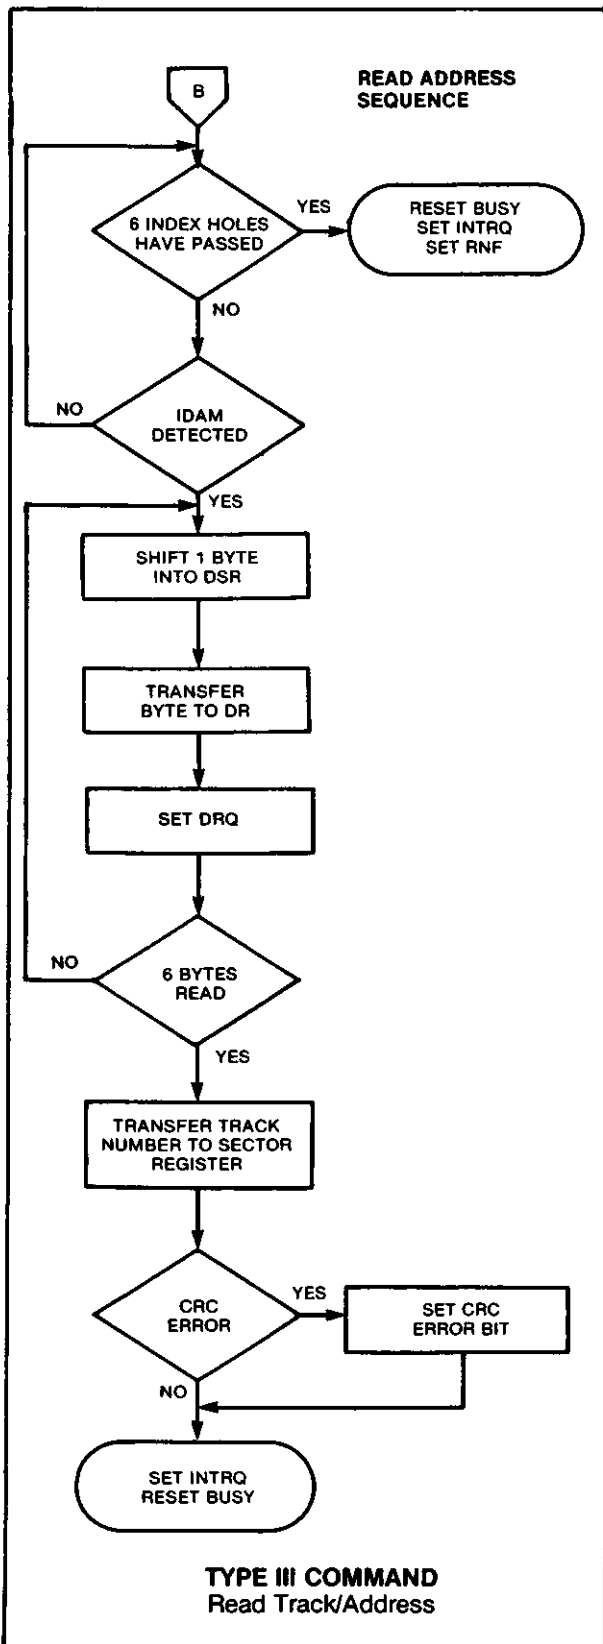 READ ADDRESS
SEQUENCE
B
6 INDEX HOLES
HAVE PASSED
YES
RESET BUSY
SET INTRQ
SET RNF
NO
NO
IDAM
DETECTED
YES
SHIFT 1 BYTE
INTO DSR
TRANSFER
BYTE TO DR
SET DRQ
NO
6 BYTES
READ
YES
TRANSFER TRACK
NUMBER TO SECTOR
REGISTER
CRC
ERROR
YES
SET CRC
ERROR BIT
NO
SET INTRQ
RESET BUSY
TYPE III COMMAND
Read Track/Address